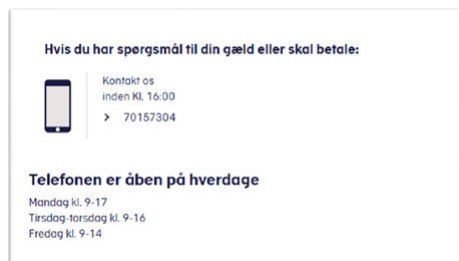 Hvis du har spørgsmål til din gæld eller skal betale:
Kontakt os
inden Kl. 16:00
> 70157304
Telefonen er åben på hverdage
Mandag kl. 9-17
Tirsdag-torsdag kl. 9-16
Fredag kl. 9-14